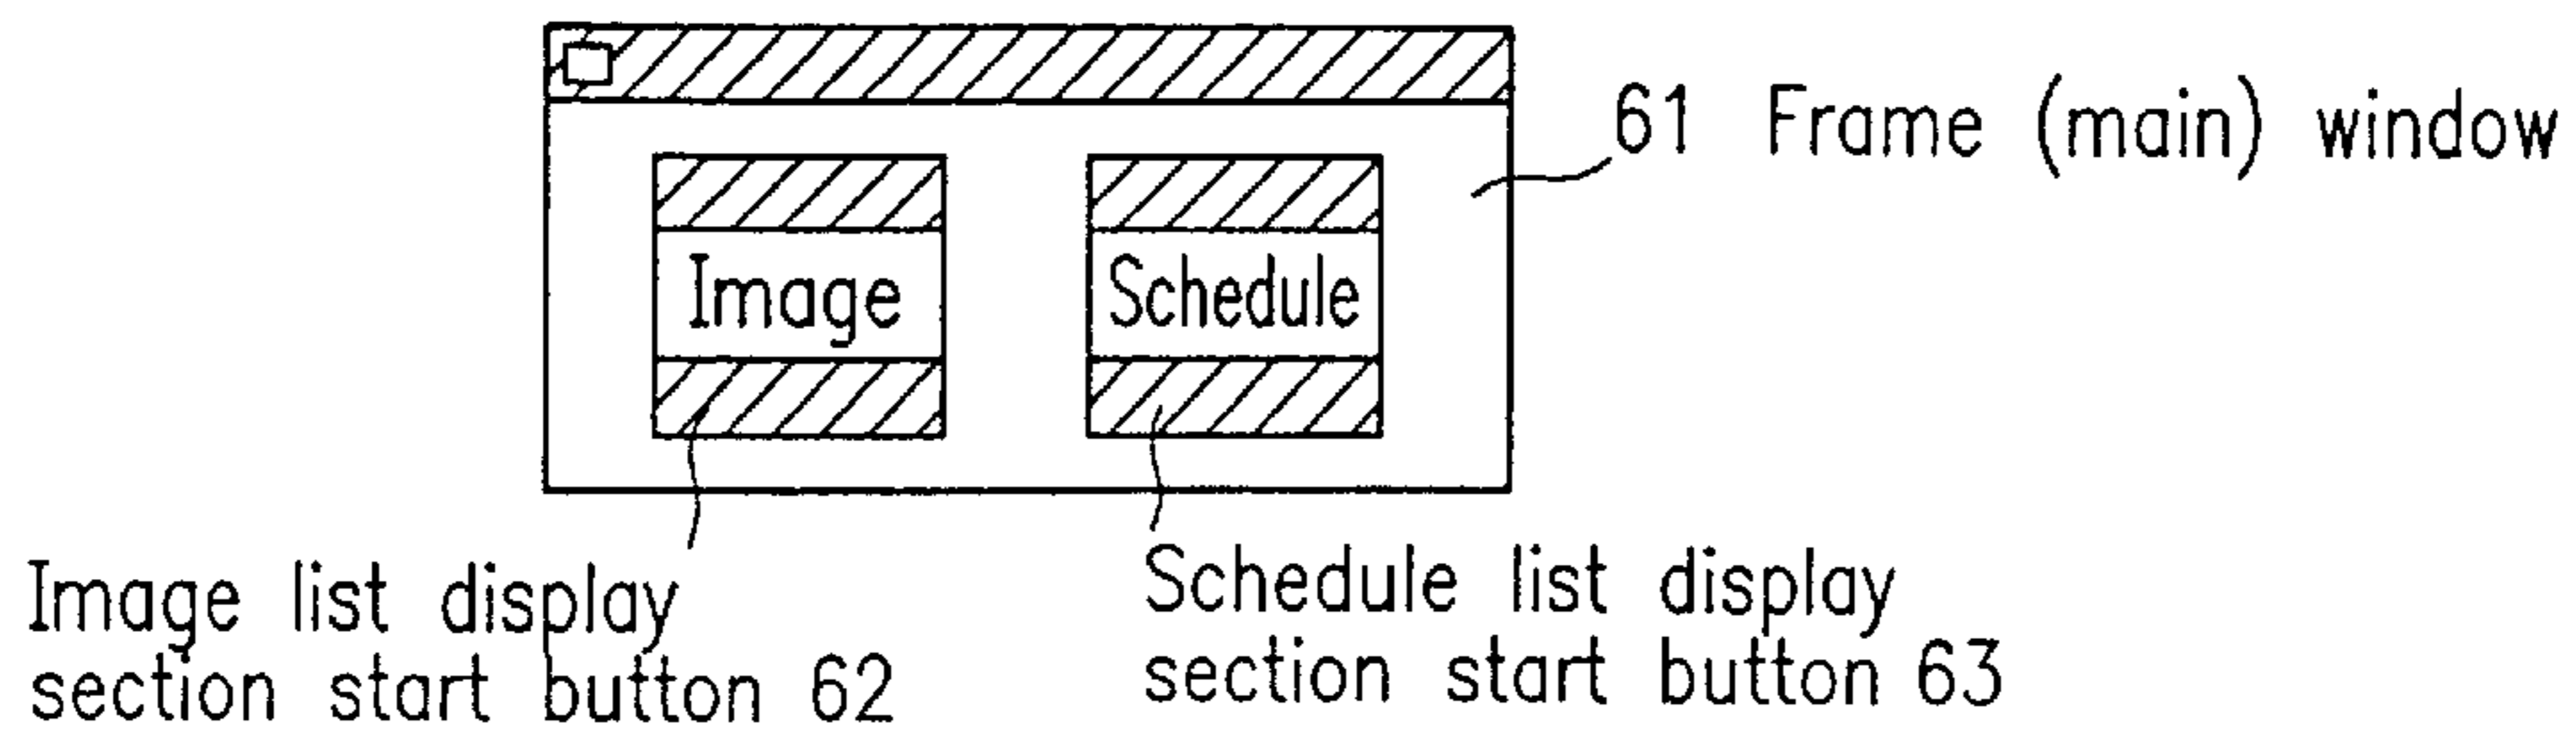 61 Frame (main) window
Image
Schedule
Image list display
section start button 62
Schedule list display
section start button 63